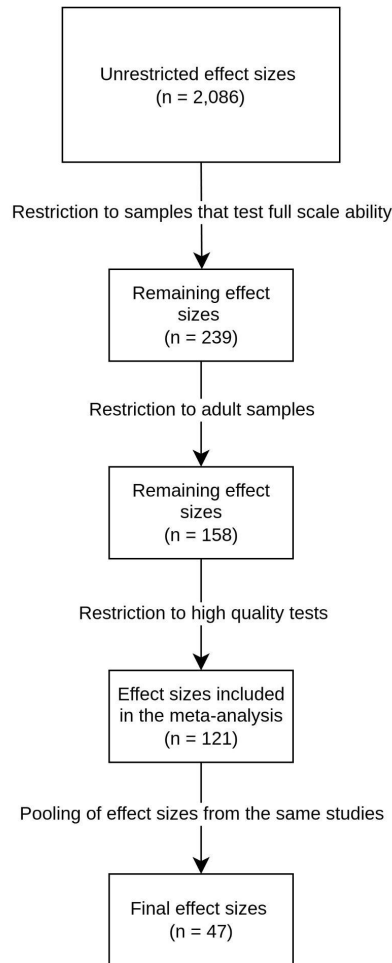 Unrestricted effect sizes
(n = 2,086)
Restriction to samples that test full scale ability
Remaining effect
sizes
(n = 239)
Restriction to adult samples
Remaining effect
sizes
(n = 158)
Restriction to high quality tests
Effect sizes included
in the meta-analysis
(n = 121)
Pooling of effect sizes from the same studies
Final effect sizes
(n = 47)